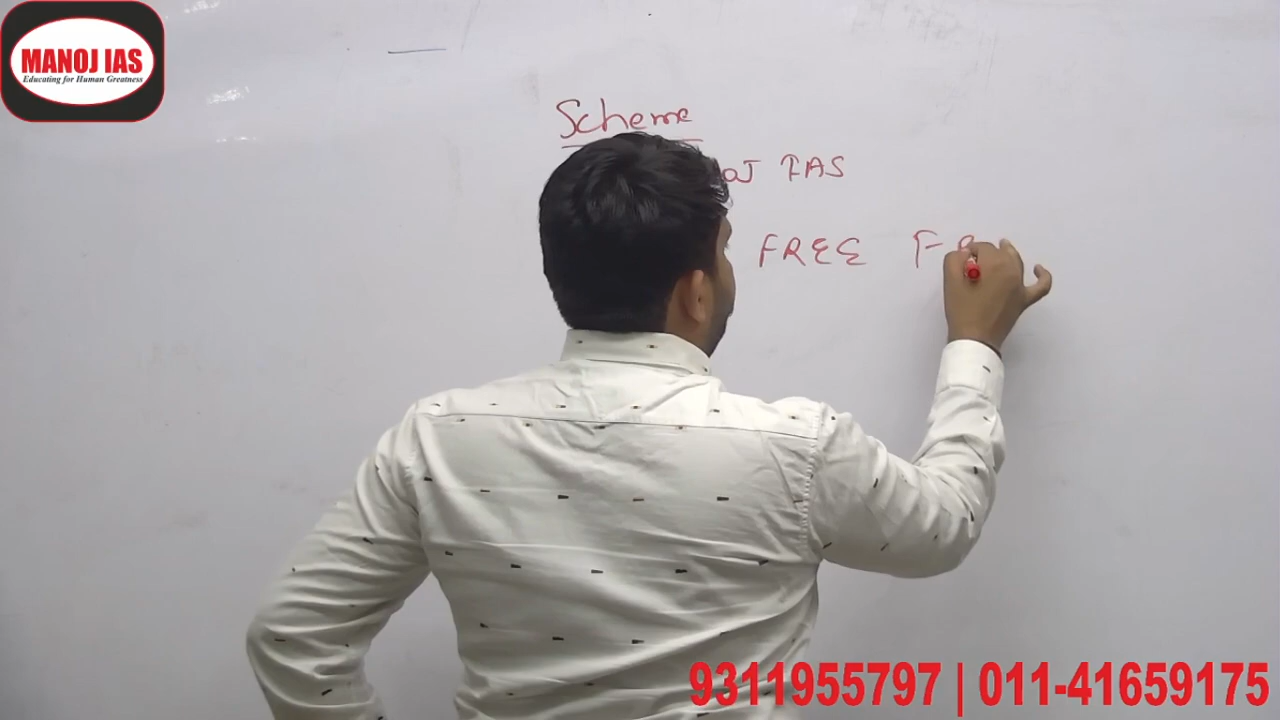 MANOJ IAS
Educating for Human Greatness
Scheme
IAS
FREE
9311955797 | 011-41659175